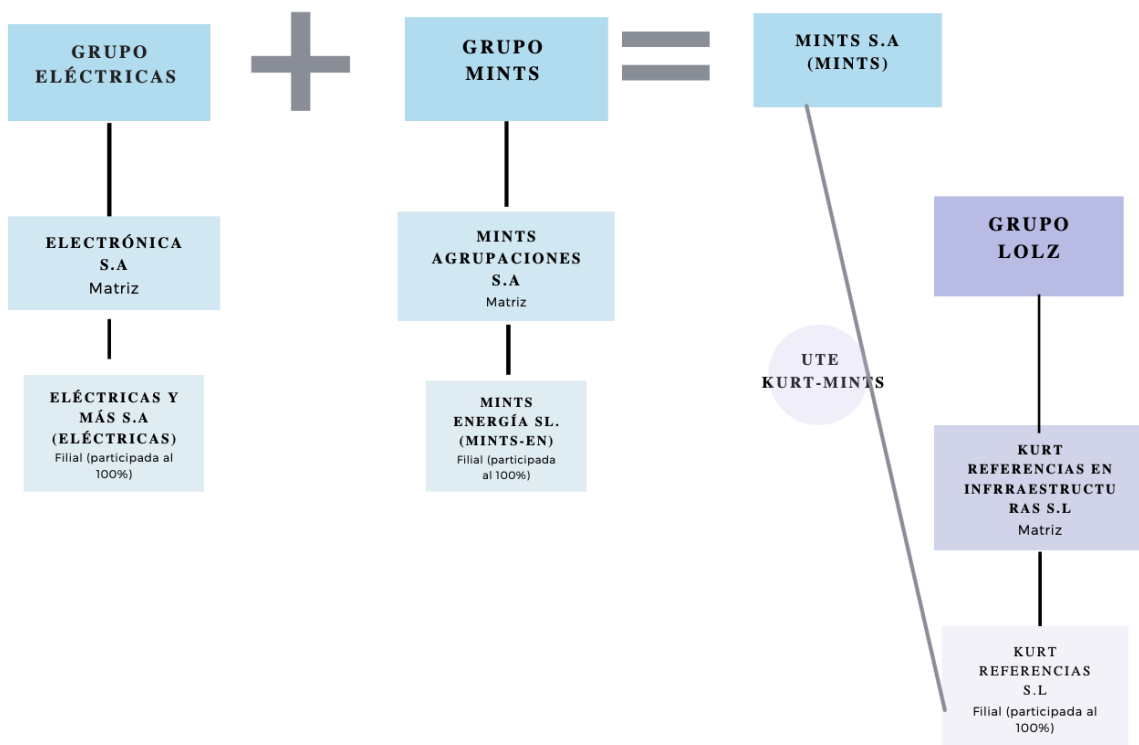 GRUPO
ELÉCTRICAS
GRUPO
MINTS
MINTS S.A
(MINTS)
ELECTRÓNICA
S.A
Matriz
MINTS
AGRUPACIONES
S.A
Matriz
GRUPO
LOLZ
ELÉCTRICAS Y
MÁS S.A
(ELÉCTRICAS)
Filial (participada al
100%)
MINTS
ENERGÍA SL.
(MINTS-EN)
Filial (participada
al 100%)
UTE
KURT-MINTS
KURT
REFERENCIAS EN
INFRRAESTRUCTU
RAS S.L
Matriz
KURT
REFERENCIAS
S.L
Filial (participada al
100%)